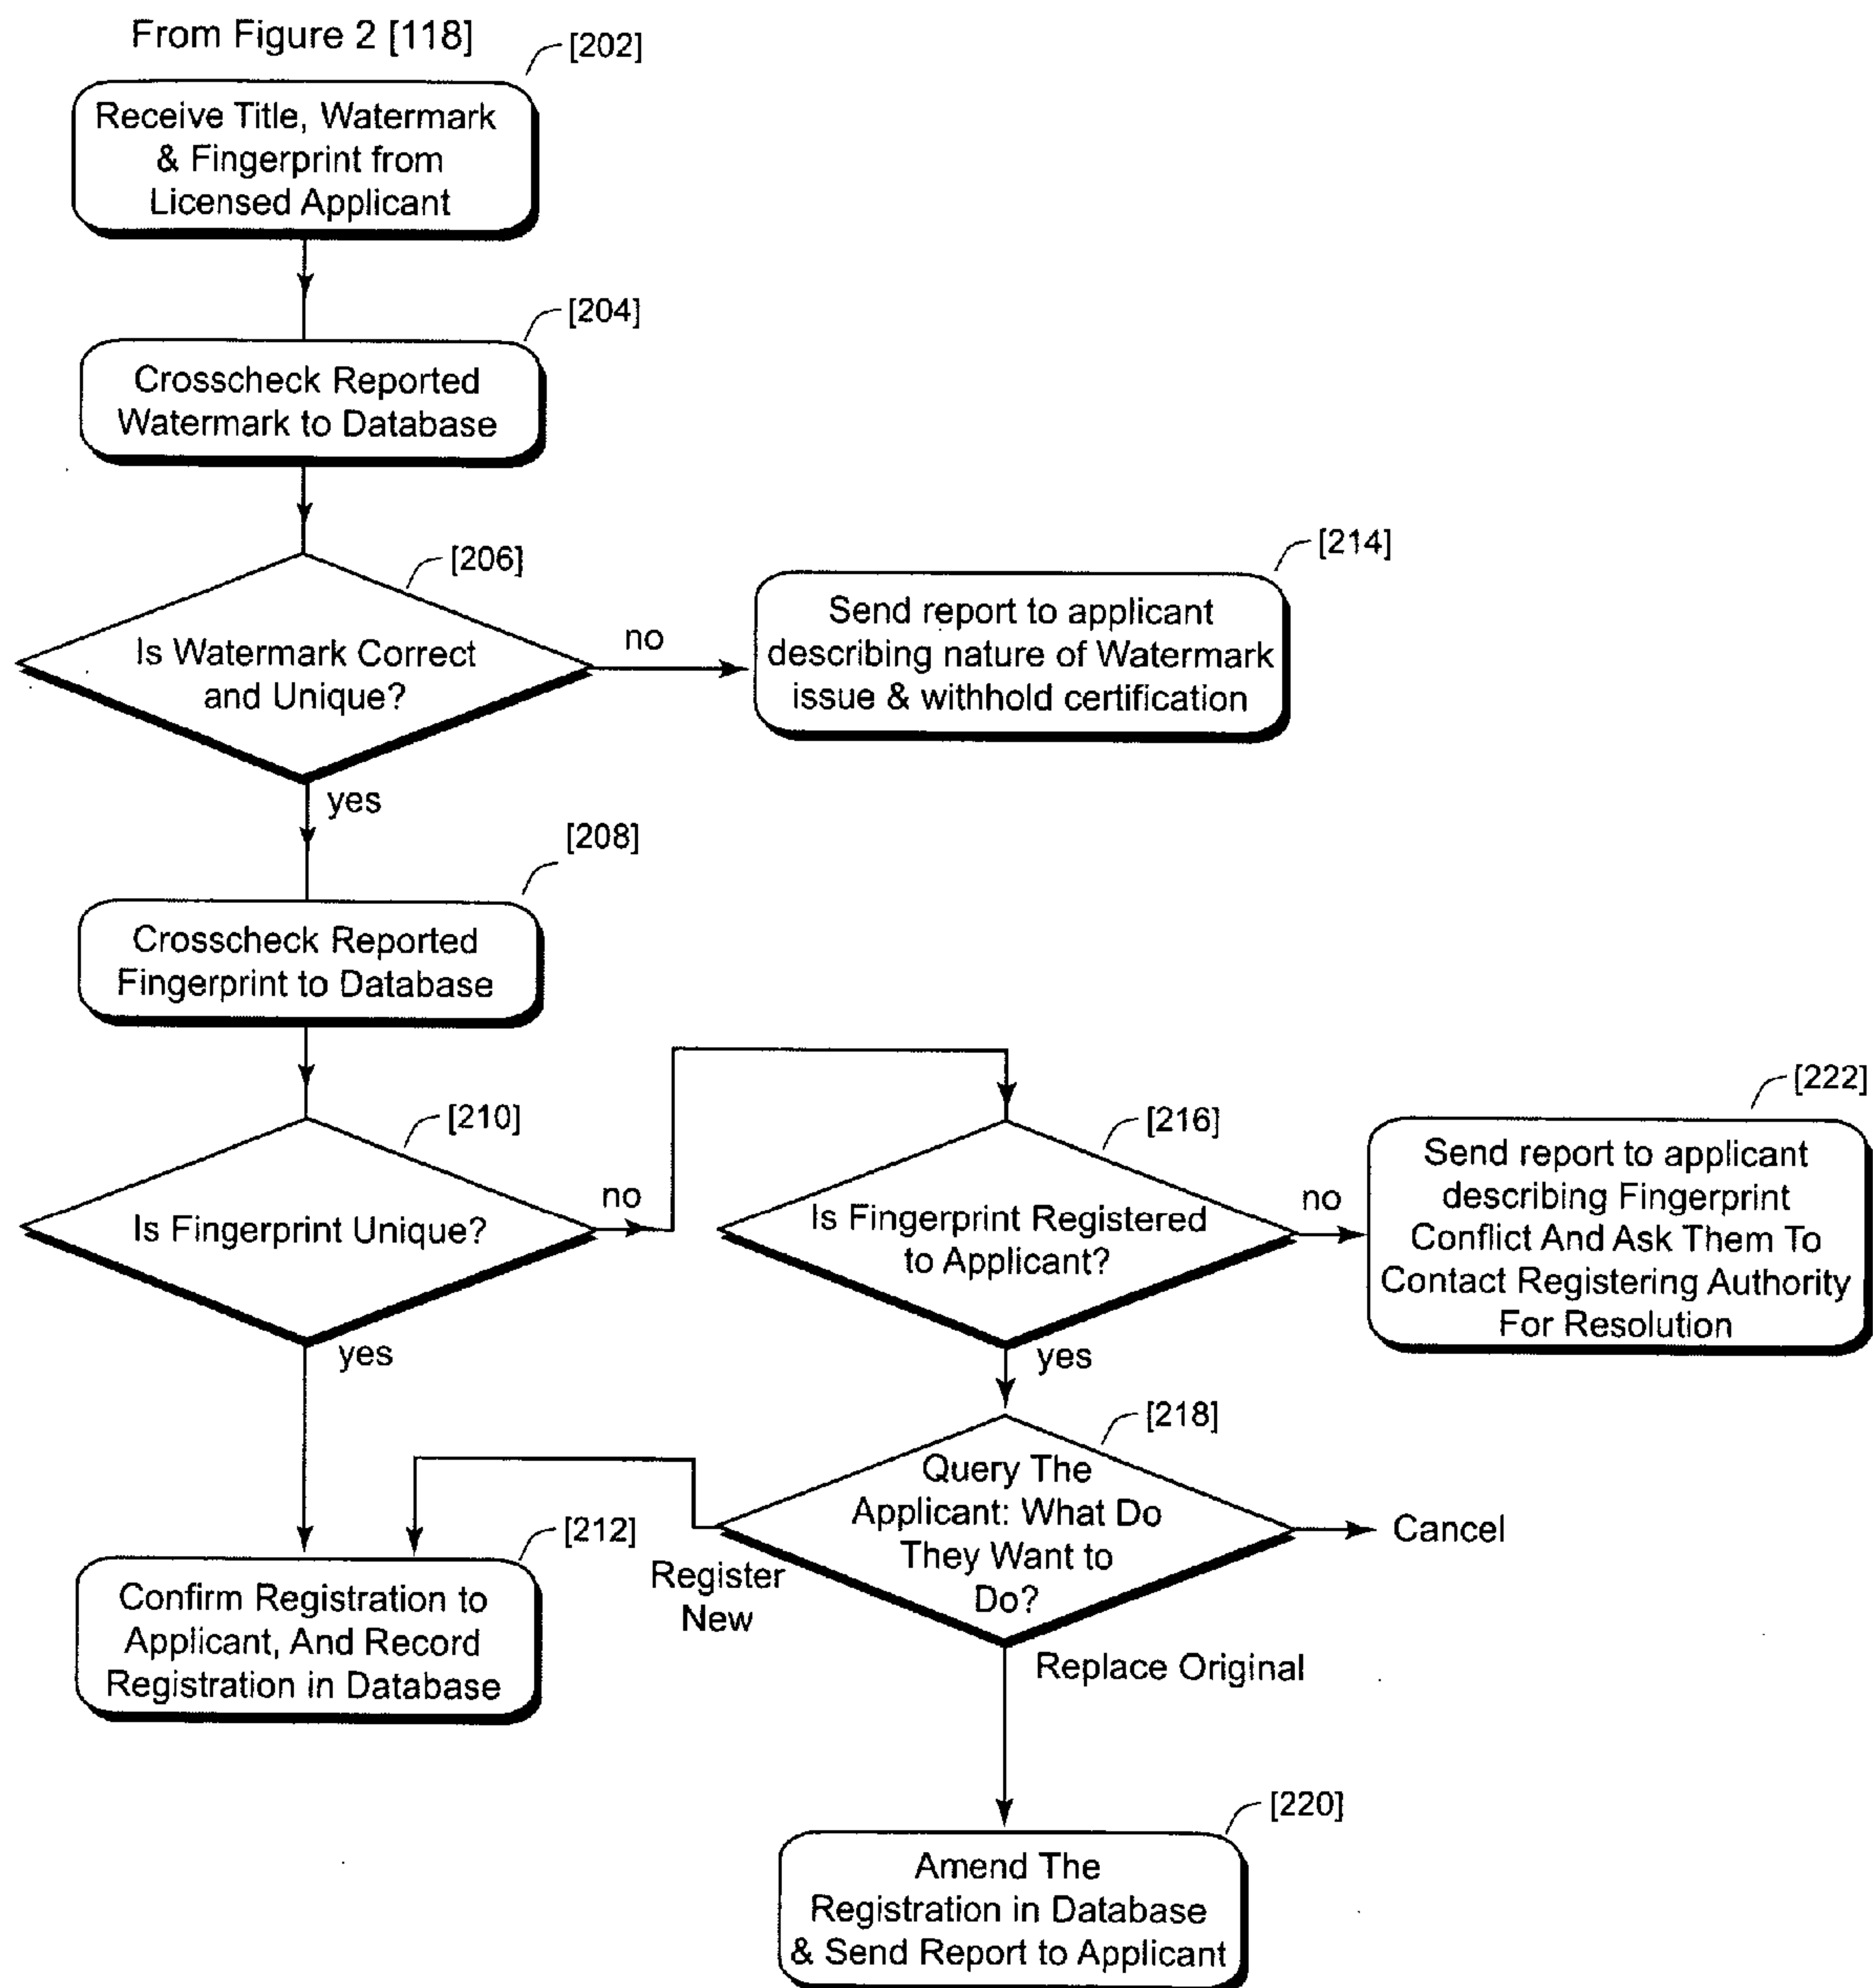 From Figure 2 [118]
[202]
Receive Title, Watermark
& Fingerprint from
Licensed Applicant
[204]
Crosscheck Reported
Watermark to Database
[206]
Is Watermark Correct
and Unique?
no
[214]
Send report to applicant
describing nature of Watermark
issue & withhold certification
yes
[208]
Crosscheck Reported
Fingerprint to Database
[210]
Is Fingerprint Unique?
no
[216]
Is Fingerprint Registered
to Applicant?
no
[222]
Send report to applicant
describing Fingerprint
Conflict And Ask Them To
Contact Registering Authority
For Resolution
yes
yes
[218]
Query The
Applicant: What Do
They Want to
Do?
Cancel
Register
New
Replace Original
[212]
Confirm Registration to
Applicant, And Record
Registration in Database
[220]
Amend The
Registration in Database
& Send Report to Applicant